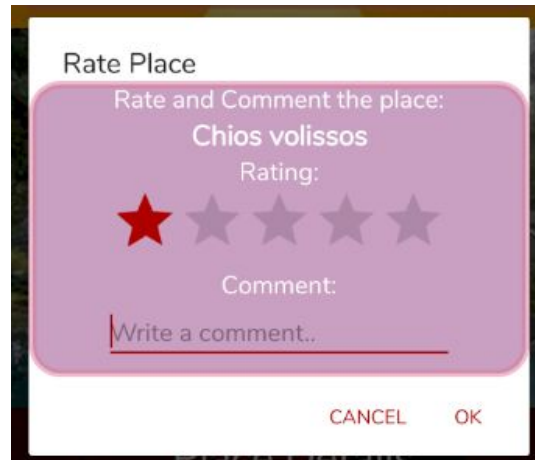 Rate Place
Rate and Comment the place:
Chios volissos
Rating:
Comment:
Write a comment..
CANCEL OK